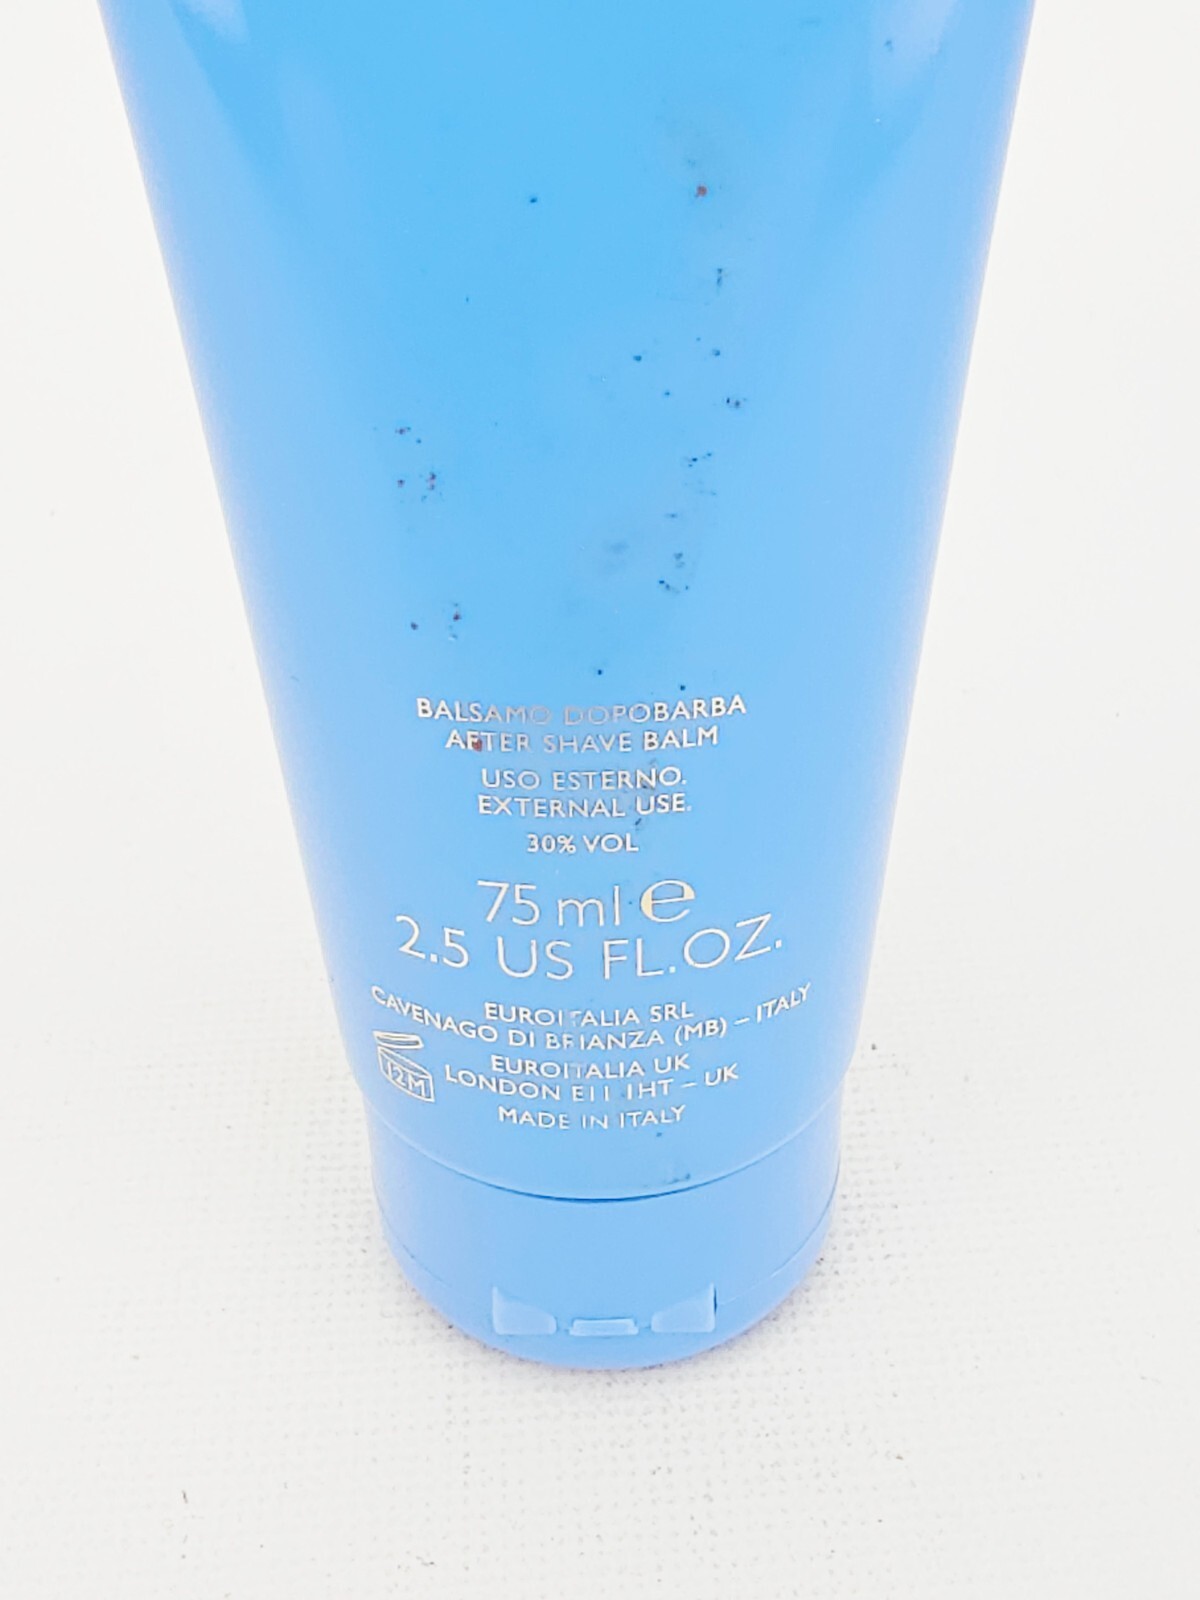 BALSAMO DOPOBARBA
AFTER SHAVE BALM
USO ESTERNO.
EXTERNAL USE.
30% VOL
75 ml e
2.5 US FL.OZ.
EUROITALIA SRL
CAVENAGO DI BRIANZA (MB) – ITALY
EUROITALIA UK
12M
LONDON E11 1HT – UK
MADE IN ITALY